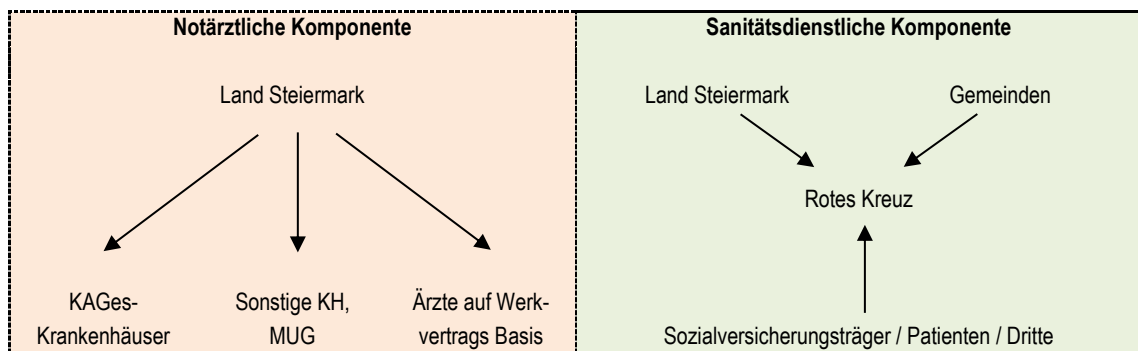 Notärztliche Komponente
Land Steiermark
KAGes-
Krankenhäuser
Sonstige KH,
MUG
Ärzte auf Werk-
vertrags Basis
Sanitätsdienstliche Komponente
Land Steiermark
Gemeinden
Rotes Kreuz
Sozialversicherungsträger / Patienten / Dritte